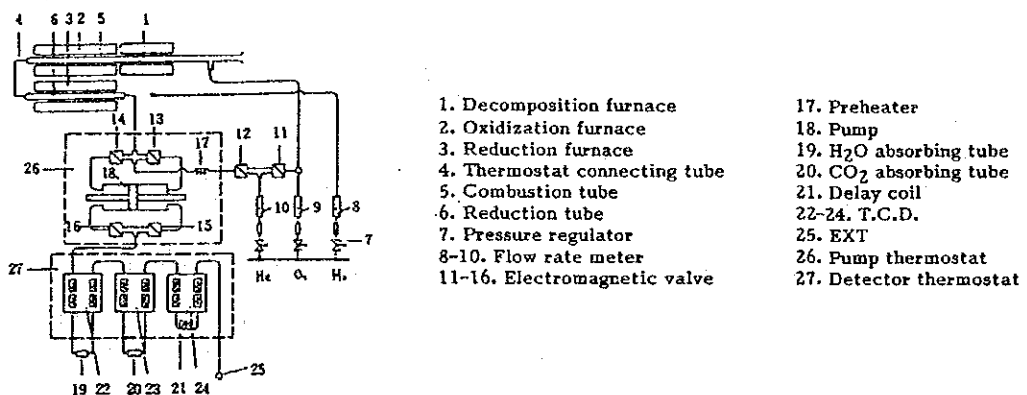 4 6 3 2 5 1
14 13
17
12 11
26
18
10 9 8
16 15
7
He O₂ H₂
27
19 22 20 23 21 24 25
1. Decomposition furnace
2. Oxidization furnace
3. Reduction furnace
4. Thermostat connecting tube
5. Combustion tube
6. Reduction tube
7. Pressure regulator
8-10. Flow rate meter
11-16. Electromagnetic valve
17. Preheater
18. Pump
19. H₂O absorbing tube
20. CO₂ absorbing tube
21. Delay coil
22-24. T.C.D.
25. EXT
26. Pump thermostat
27. Detector thermostat